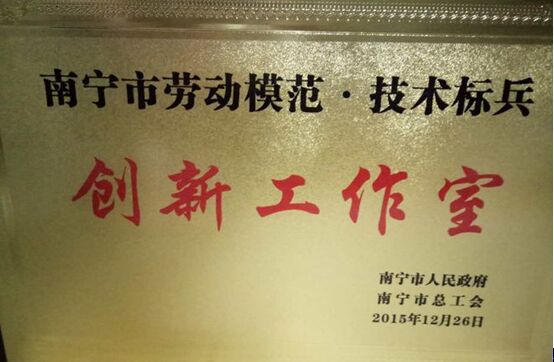 南宁市劳动模范·技术标兵
创新工作室
南宁市人民政府
南宁市总工会
2015年12月26日